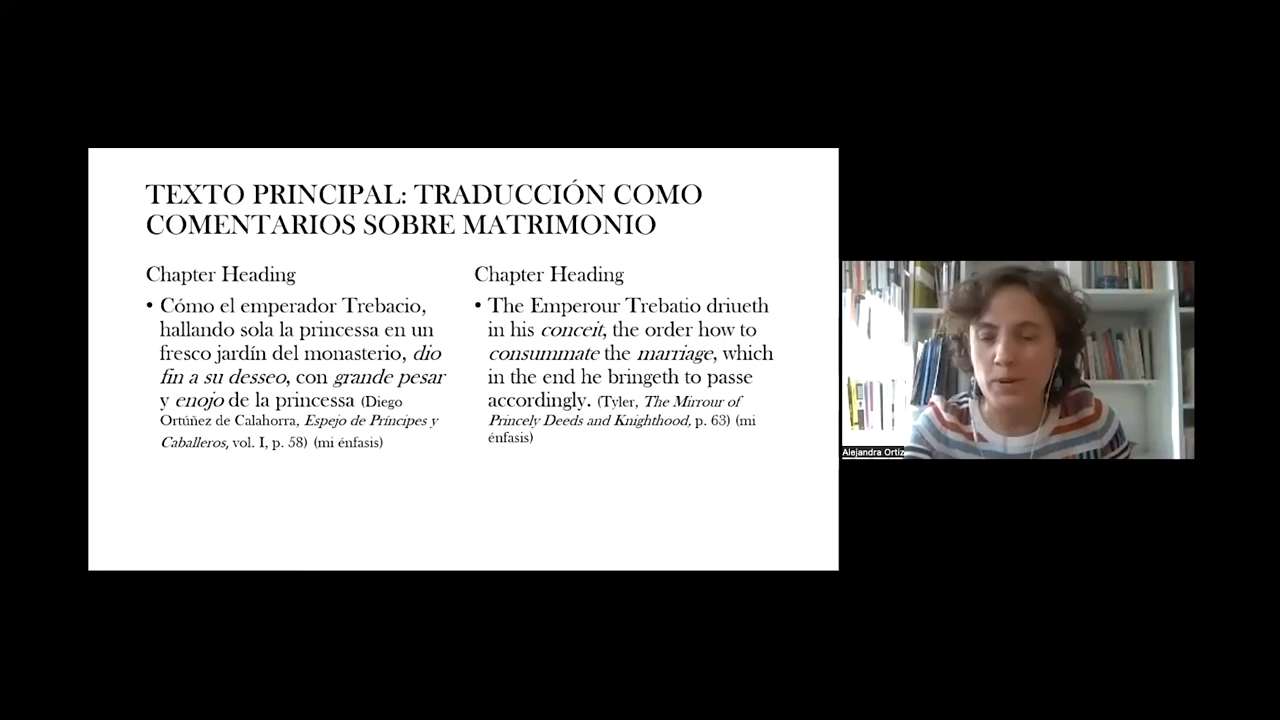 TEXTO PRINCIPAL: TRADUCCIÓN COMO
COMENTARIOS SOBRE MATRIMONIO
Chapter Heading
• Cómo el emperador Trebacio,
hallando sola la princessa en un
fresco jardín del monasterio, dio
fin a su desseo, con grande pesar
y enojo de la princessa (Diego
Ortúñez de Calahorra, Espejo de Príncipes y
Caballeros, vol. I, p. 58) (mi énfasis)
Chapter Heading
• The Emperour Trebatio driueth
in his conceit, the order how to
consummate the marriage, which
in the end he bringeth to passe
accordingly. (Tyler, The Mirrour of
Princely Deeds and Knighthood, p. 63) (mi
énfasis)
Alejandra Ortiz